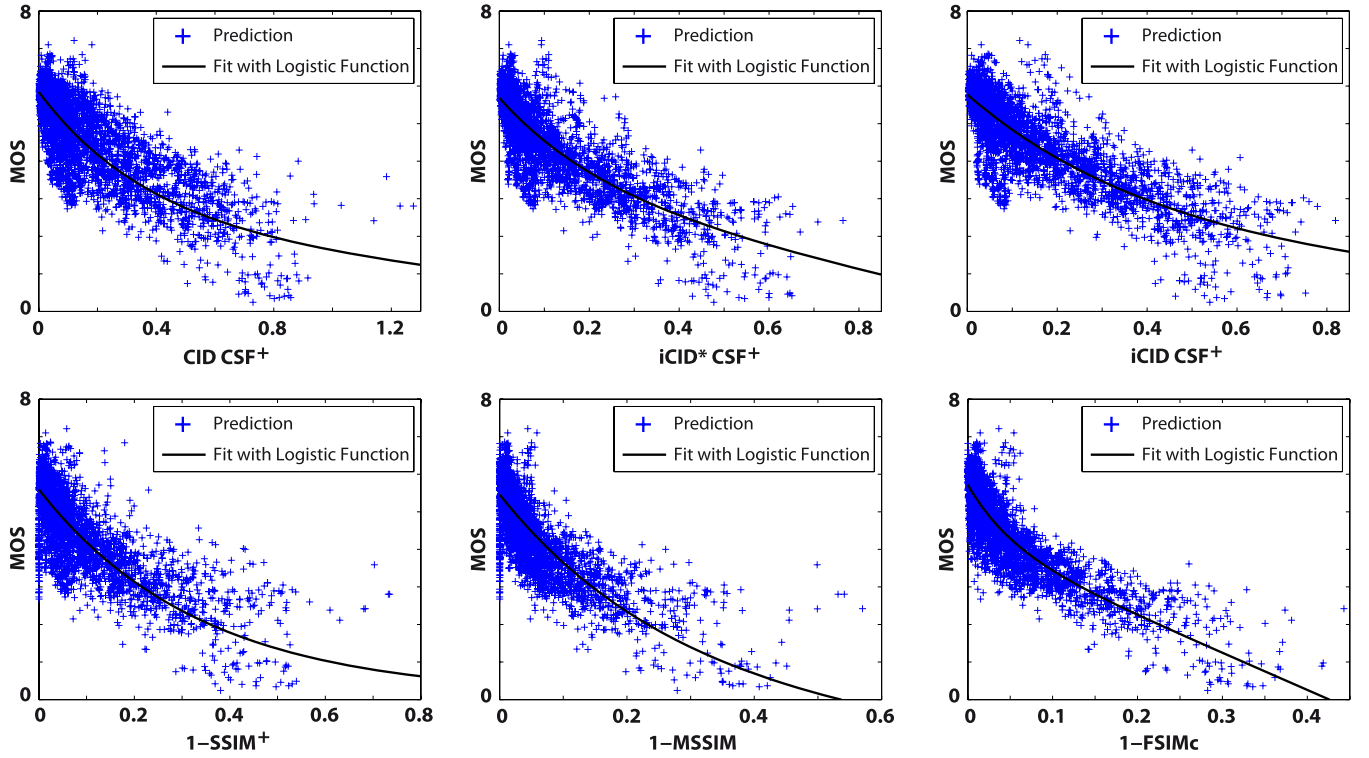 8
Prediction
Fit with Logistic Function
MOS
0
0 0.4 0.8 1.2
CID CSF+
8
Prediction
Fit with Logistic Function
MOS
0
0 0.2 0.4 0.6 0.8
iCID* CSF+
8
Prediction
Fit with Logistic Function
MOS
0
0 0.2 0.4 0.6 0.8
iCID CSF+
8
Prediction
Fit with Logistic Function
MOS
0
0 0.2 0.4 0.6 0.8
1–SSIM+
8
Prediction
Fit with Logistic Function
MOS
0
0 0.2 0.4 0.6
1–MSSIM
8
Prediction
Fit with Logistic Function
MOS
0
0 0.1 0.2 0.3 0.4
1–FSIMc